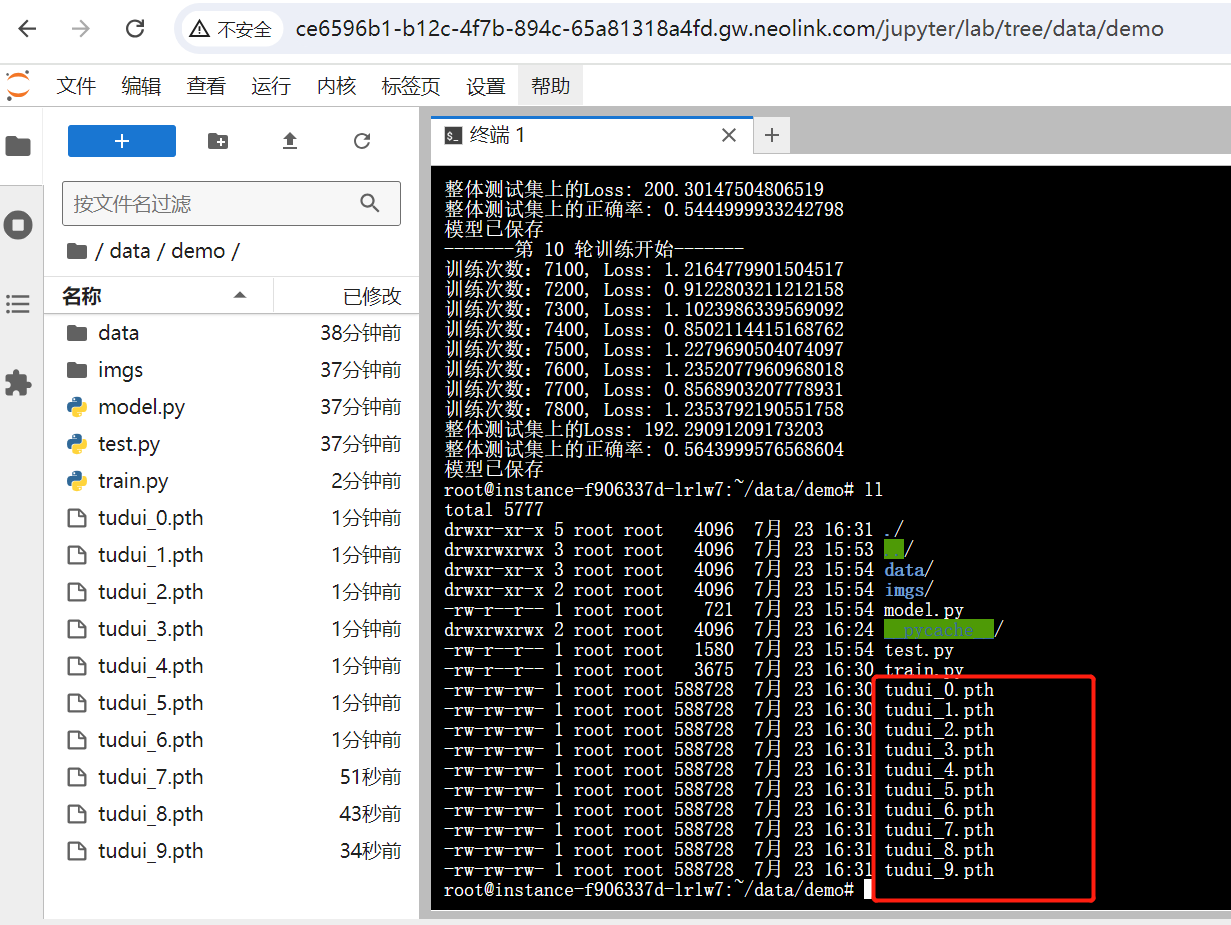 不安全 ce6596b1-b12c-4f7b-894c-65a81318a4fd.gw.neolink.com/jupyter/lab/tree/data/demo
文件 编辑 查看 运行 内核 标签页 设置 帮助
按文件名过滤
/ data / demo /
名称 已修改
data 38分钟前
imgs 37分钟前
model.py 37分钟前
test.py 37分钟前
train.py 2分钟前
tudui_0.pth 1分钟前
tudui_1.pth 1分钟前
tudui_2.pth 1分钟前
tudui_3.pth 1分钟前
tudui_4.pth 1分钟前
tudui_5.pth 1分钟前
tudui_6.pth 1分钟前
tudui_7.pth 51秒前
tudui_8.pth 43秒前
tudui_9.pth 34秒前
$_ 终端 1
整体测试集上的Loss: 200.30147504806519
整体测试集上的正确率: 0.5444999933242798
模型已保存
-------第 10 轮训练开始-------
训练次数: 7100, Loss: 1.2164779901504517
训练次数: 7200, Loss: 0.9122803211212158
训练次数: 7300, Loss: 1.1023986339569092
训练次数: 7400, Loss: 0.8502114415168762
训练次数: 7500, Loss: 1.2279690504074097
训练次数: 7600, Loss: 1.2352077960968018
训练次数: 7700, Loss: 0.8568903207778931
训练次数: 7800, Loss: 1.2353792190551758
整体测试集上的Loss: 192.29091209173203
整体测试集上的正确率: 0.5643999576568604
模型已保存
root@instance-f906337d-lrlw7:~/data/demo# ll
total 5777
drwxr-xr-x 5 root root 4096 7月 23 16:31 ./
drwxrwxrwx 3 root root 4096 7月 23 15:53 ../
drwxr-xr-x 3 root root 4096 7月 23 15:54 data/
drwxr-xr-x 2 root root 4096 7月 23 15:54 imgs/
-rw-r--r-- 1 root root 721 7月 23 15:54 model.py
drwxrwxrwx 2 root root 4096 7月 23 16:24 __pycache__/
-rw-r--r-- 1 root root 1580 7月 23 15:54 test.py
-rw-r--r-- 1 root root 3675 7月 23 16:30 train.py
-rw-rw-rw- 1 root root 588728 7月 23 16:30 tudui_0.pth
-rw-rw-rw- 1 root root 588728 7月 23 16:30 tudui_1.pth
-rw-rw-rw- 1 root root 588728 7月 23 16:30 tudui_2.pth
-rw-rw-rw- 1 root root 588728 7月 23 16:31 tudui_3.pth
-rw-rw-rw- 1 root root 588728 7月 23 16:31 tudui_4.pth
-rw-rw-rw- 1 root root 588728 7月 23 16:31 tudui_5.pth
-rw-rw-rw- 1 root root 588728 7月 23 16:31 tudui_6.pth
-rw-rw-rw- 1 root root 588728 7月 23 16:31 tudui_7.pth
-rw-rw-rw- 1 root root 588728 7月 23 16:31 tudui_8.pth
-rw-rw-rw- 1 root root 588728 7月 23 16:31 tudui_9.pth
root@instance-f906337d-lrlw7:~/data/demo#